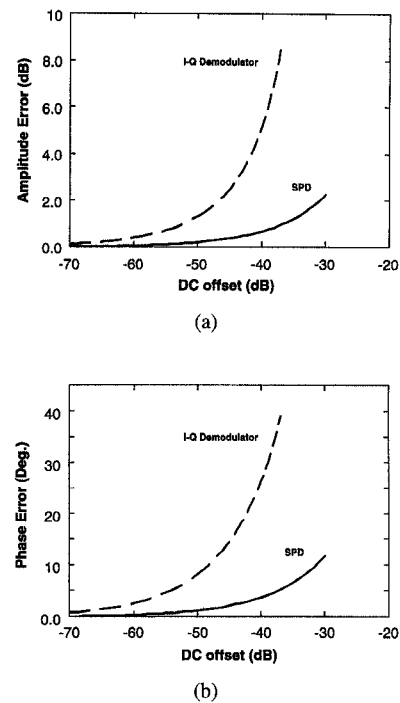 10
8.0
6.0
4.0
2.0
0.0
Amplitude Error (dB)
I-Q Demodulator
SPD
-70 -60 -50 -40 -30 -20
DC offset (dB)
(a)
40
30
20
10
0.0
Phase Error (Deg.)
I-Q Demodulator
SPD
-70 -60 -50 -40 -30 -20
DC offset (dB)
(b)